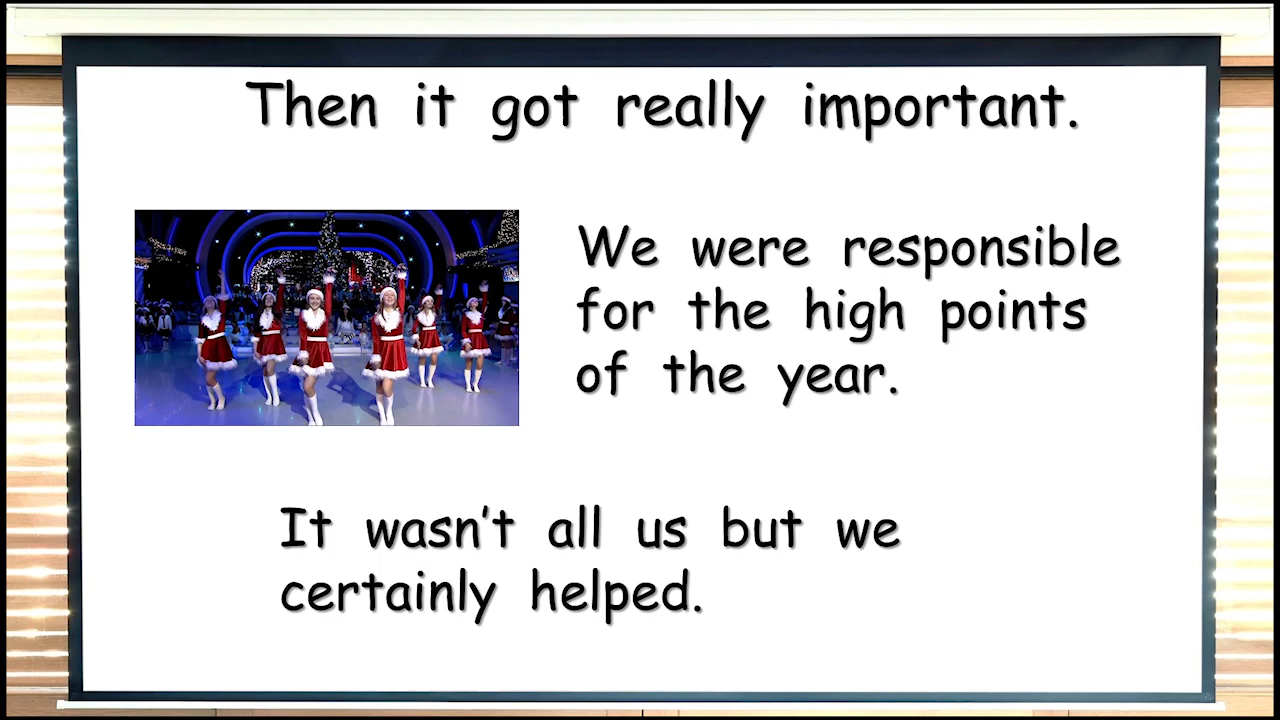 Then it got really important.
We were responsible
for the high points
of the year.
It wasn't all us but we
certainly helped.